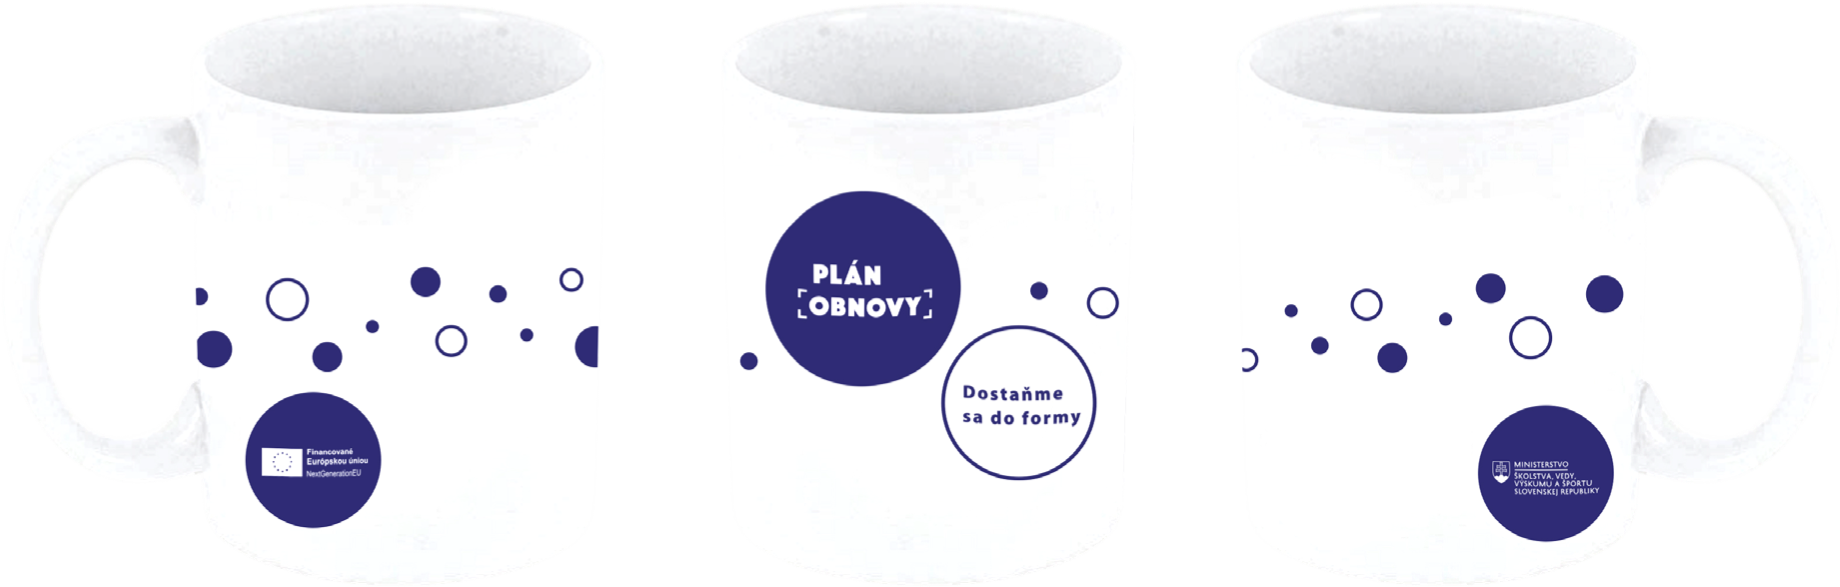 Financované
Európskou úniou
NextGenerationEU
PLÁN
[OBNOVY]
Dostaňme
sa do formy
MINISTERSTVO
ŠKOLSTVA, VEDY,
VÝSKUMU A ŠPORTU
SLOVENSKEJ REPUBLIKY